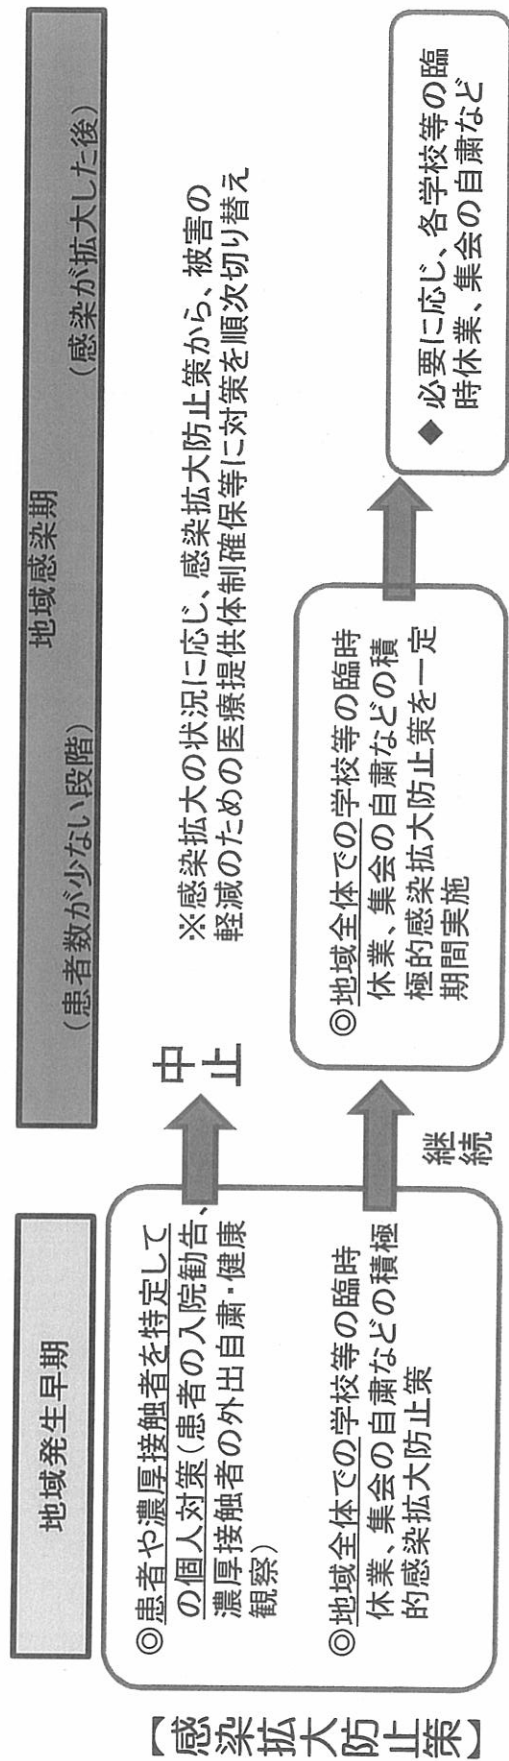 【感染拡大防止策】
地域発生早期
地域感染期
(患者数が少ない段階)
(感染が拡大した後)
◎患者や濃厚接触者を特定して
の個人対策(患者の入院勧告、
濃厚接触者の外出自粛・健康
観察)
◎地域全体での学校等の臨時
休業、集会の自粛などの積極
的感染拡大防止策
中止
継続
※感染拡大の状況に応じ、感染拡大防止策から、被害の
軽減のための医療提供体制確保等に対策を順次切り替え
◎地域全体での学校等の臨時
休業、集会の自粛などの積
極的感染拡大防止策を一定
期間実施
◆ 必要に応じ、各学校等の臨
時休業、集会の自粛など